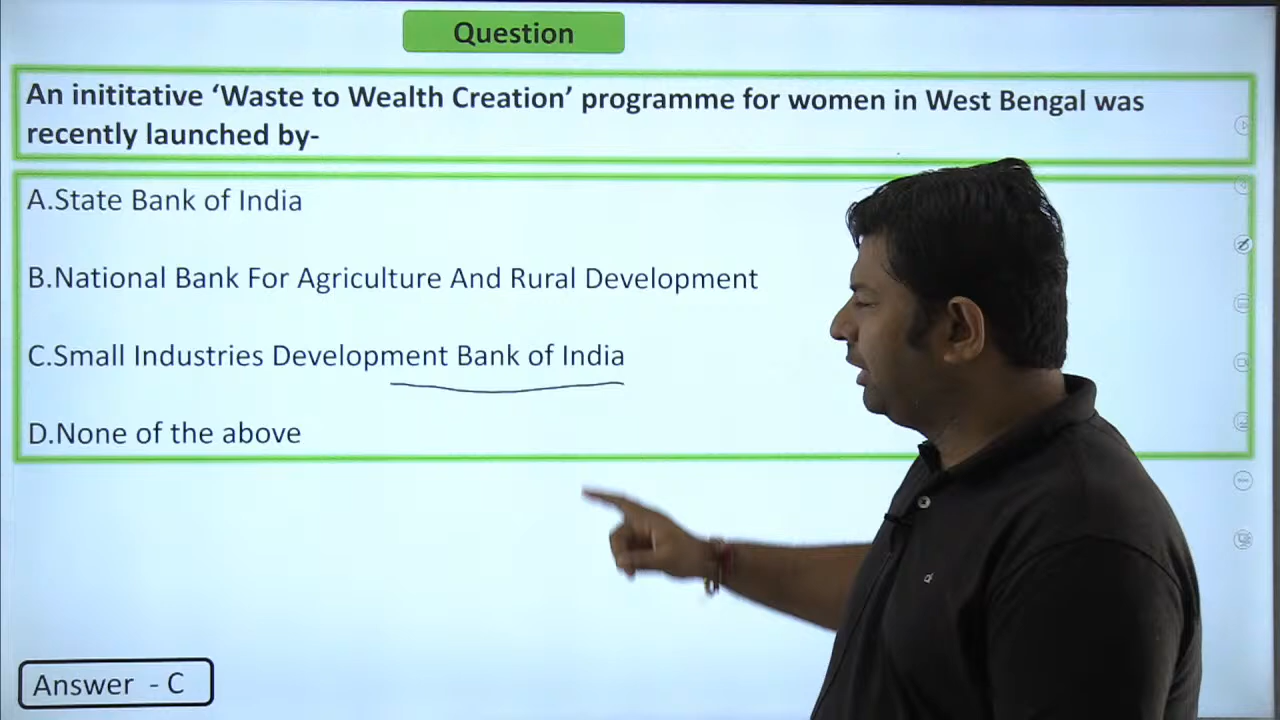 Question
An inititative ‘Waste to Wealth Creation’ programme for women in West Bengal was
recently launched by-
A.State Bank of India
B.National Bank For Agriculture And Rural Development
C.Small Industries Development Bank of India
D.None of the above
Answer - C